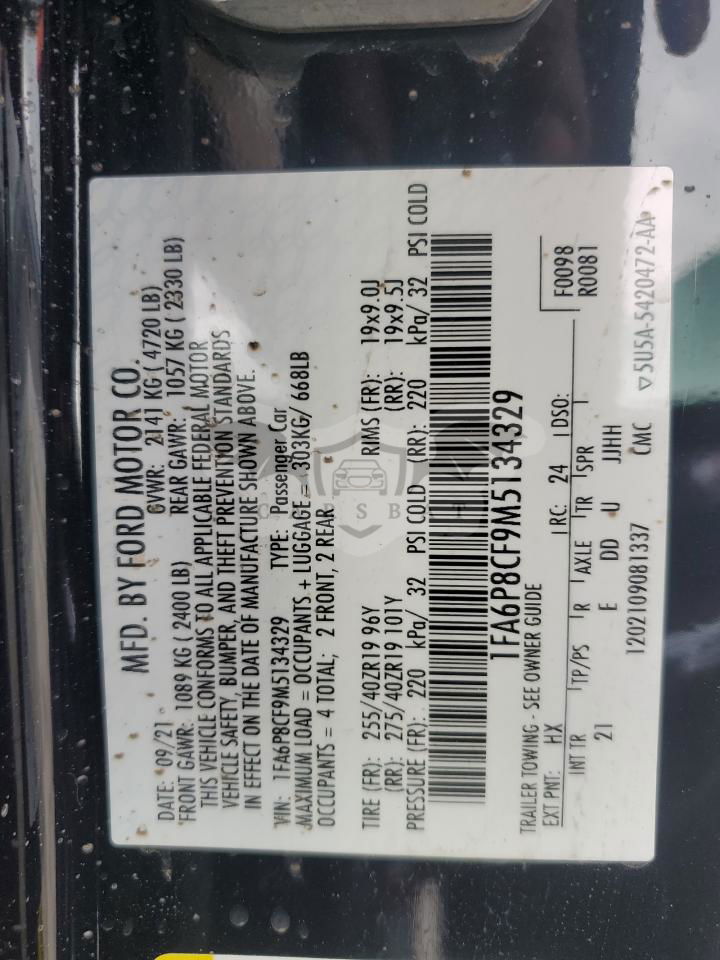 MFD. BY FORD MOTOR CO.
DATE: 09/21 GVWR: 2141 KG ( 4720 LB)
FRONT GAWR: 1089 KG ( 2400 LB) REAR GAWR: 1057 KG ( 2330 LB)
THIS VEHICLE CONFORMS TO ALL APPLICABLE FEDERAL MOTOR
VEHICLE SAFETY, BUMPER, AND THEFT PREVENTION STANDARDS
IN EFFECT ON THE DATE OF MANUFACTURE SHOWN ABOVE.
VIN: 1FA6P8CF9M5134329 TYPE: Passenger Car
MAXIMUM LOAD = OCCUPANTS + LUGGAGE = 303KG/ 668LB
OCCUPANTS = 4 TOTAL; 2 FRONT, 2 REAR
TIRE (FR): 255/40ZR19 96Y RIMS (FR): 19x9.0J
(RR): 275/40ZR19 101Y (RR): 19x9.5J
PRESSURE (FR): 220 kPa/ 32 PSI COLD (RR): 220 kPa/ 32 PSI COLD
1FA6P8CF9M5134329
TRAILER TOWING - SEE OWNER GUIDE
EXT PNT: HX RC: 24 DSO: F0098
R0081
INT TR TP/PS R AXLE TR SPR
21 E DD U JJHH
1202109081337 CMC ▽5U5A-5420472-AA